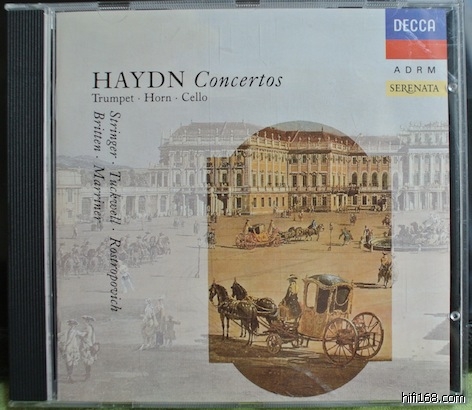 DECCA
ADRM
SERENATA
HAYDN Concertos
Trumpet · Horn · Cello
Stringer · Tuckwell · Rostropovich
Britten · Marriner
hifi168.com